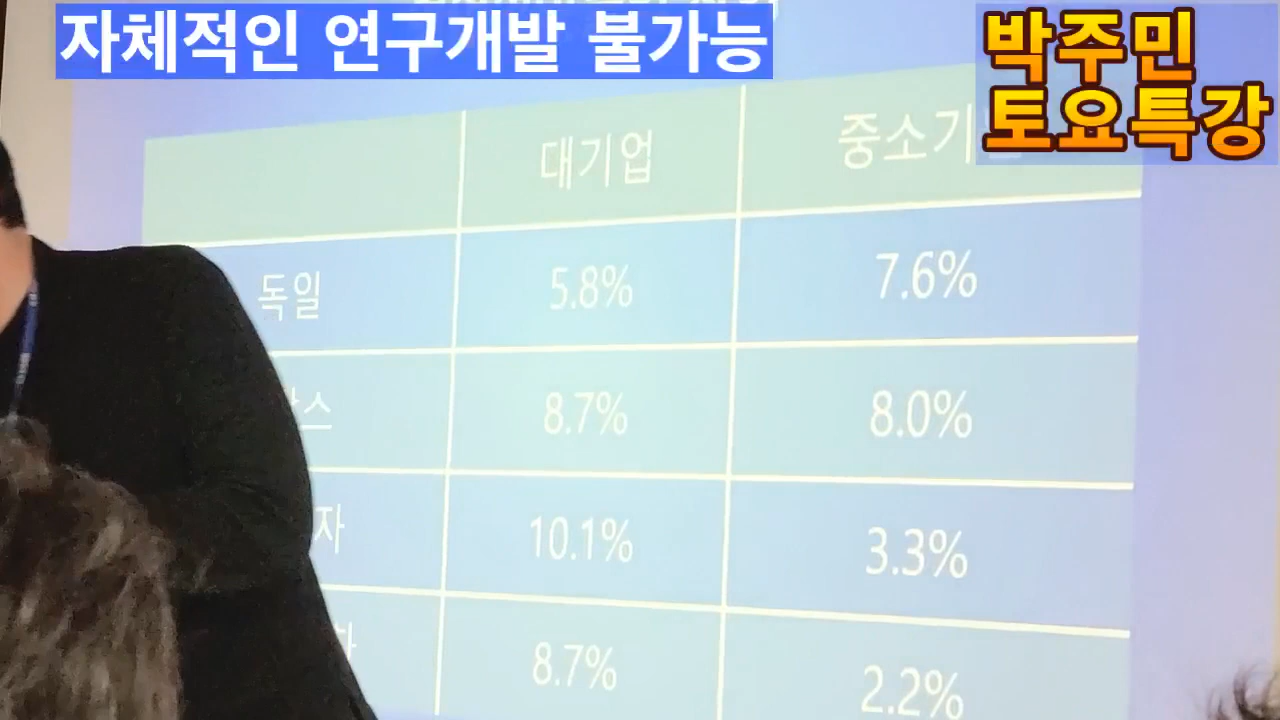 자체적인 연구개발 불가능
박주민
토요특강
대기업 중소기
독일 5.8% 7.6%
스 8.7% 8.0%
자 10.1% 3.3%
8.7% 2.2%